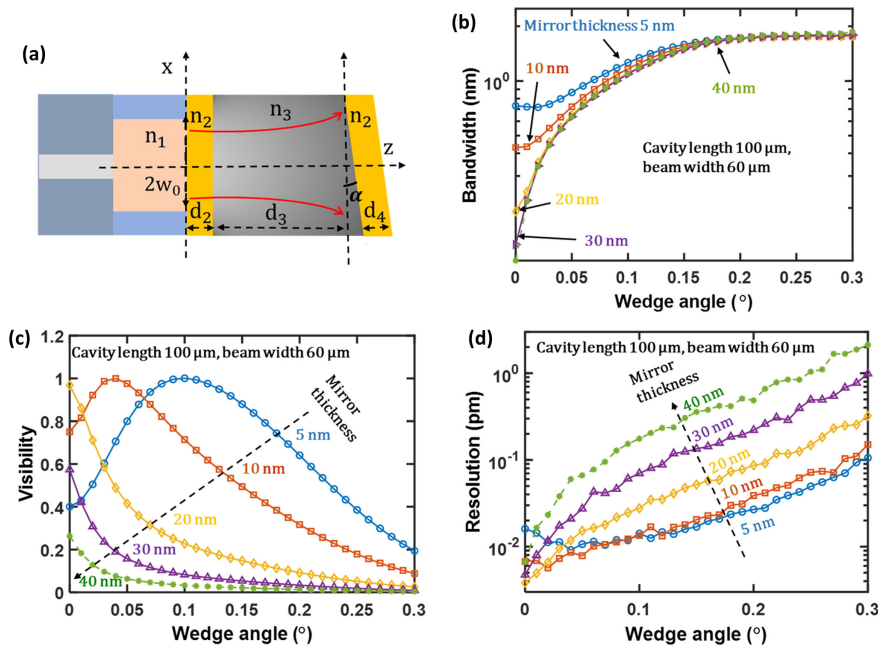 (a)
x
n₁
n₂
n₃
n₂
z
2w₀
α
d₂
d₃
d₄
(b)
Bandwidth (nm)
10⁰
Mirror thickness 5 nm
10 nm
40 nm
Cavity length 100 μm,
beam width 60 μm
20 nm
30 nm
0
0.05
0.1
0.15
0.2
0.25
0.3
Wedge angle (°)
(c)
Visibility
1.2
1
0.8
0.6
0.4
0.2
0
Cavity length 100 μm, beam width 60 μm
Mirror
thickness
5 nm
10 nm
20 nm
30 nm
40 nm
0
0.05
0.1
0.15
0.2
0.25
0.3
Wedge angle (°)
(d)
Resolution (pm)
10⁰
10⁻¹
10⁻²
Cavity length 100 μm, beam width 60 μm
Mirror
thickness
40 nm
30 nm
20 nm
10 nm
5 nm
0
0.1
0.2
0.3
Wedge angle (°)